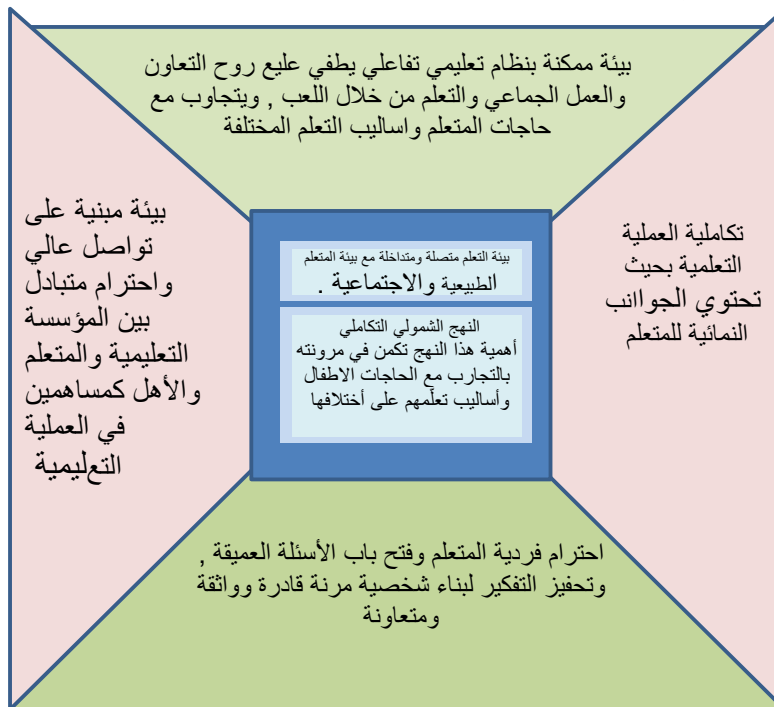 بيئة ممكنة بنظام تعليمي تفاعلي يطفي عليع روح التعاون
والعمل الجماعي والتعلم من خلال اللعب , ويتجاوب مع
حاجات المتعلم واساليب التعلم المختلفة
تكاملية العملية
التعلمية بحيث
تحتوي الجوانب
النمائية للمتعلم
بيئة التعلم متصلة ومتداخلة مع بيئة المتعلم
الطبيعية والاجتماعية .
النهج الشمولي التكاملي
أهمية هذا النهج تكمن في مرونته
بالتجارب مع الحاجات الاطفال
وأساليب تعلّمهم على أختلافها
بيئة مبنية على
تواصل عالي
واحترام متبادل
بين المؤسسة
التعليمية والمتعلم
والأهل كمساهمين
في العملية
التعليمية
احترام فردية المتعلم وفتح باب الأسئلة العميقة ,
وتحفيز التفكير لبناء شخصية مرنة قادرة وواثقة
ومتعاونة